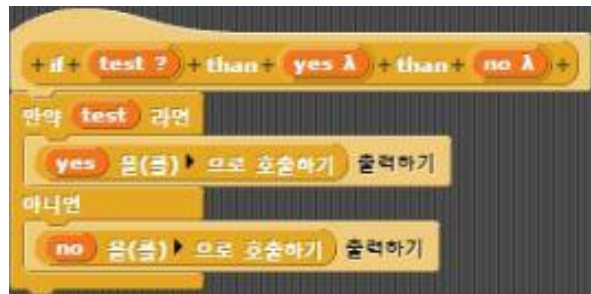 +if+ test ? +than+ yes λ +than+ no λ +
만약 test 라면
yes 을(를) 으로 호출하기 출력하기
아니면
no 을(를) 으로 호출하기 출력하기